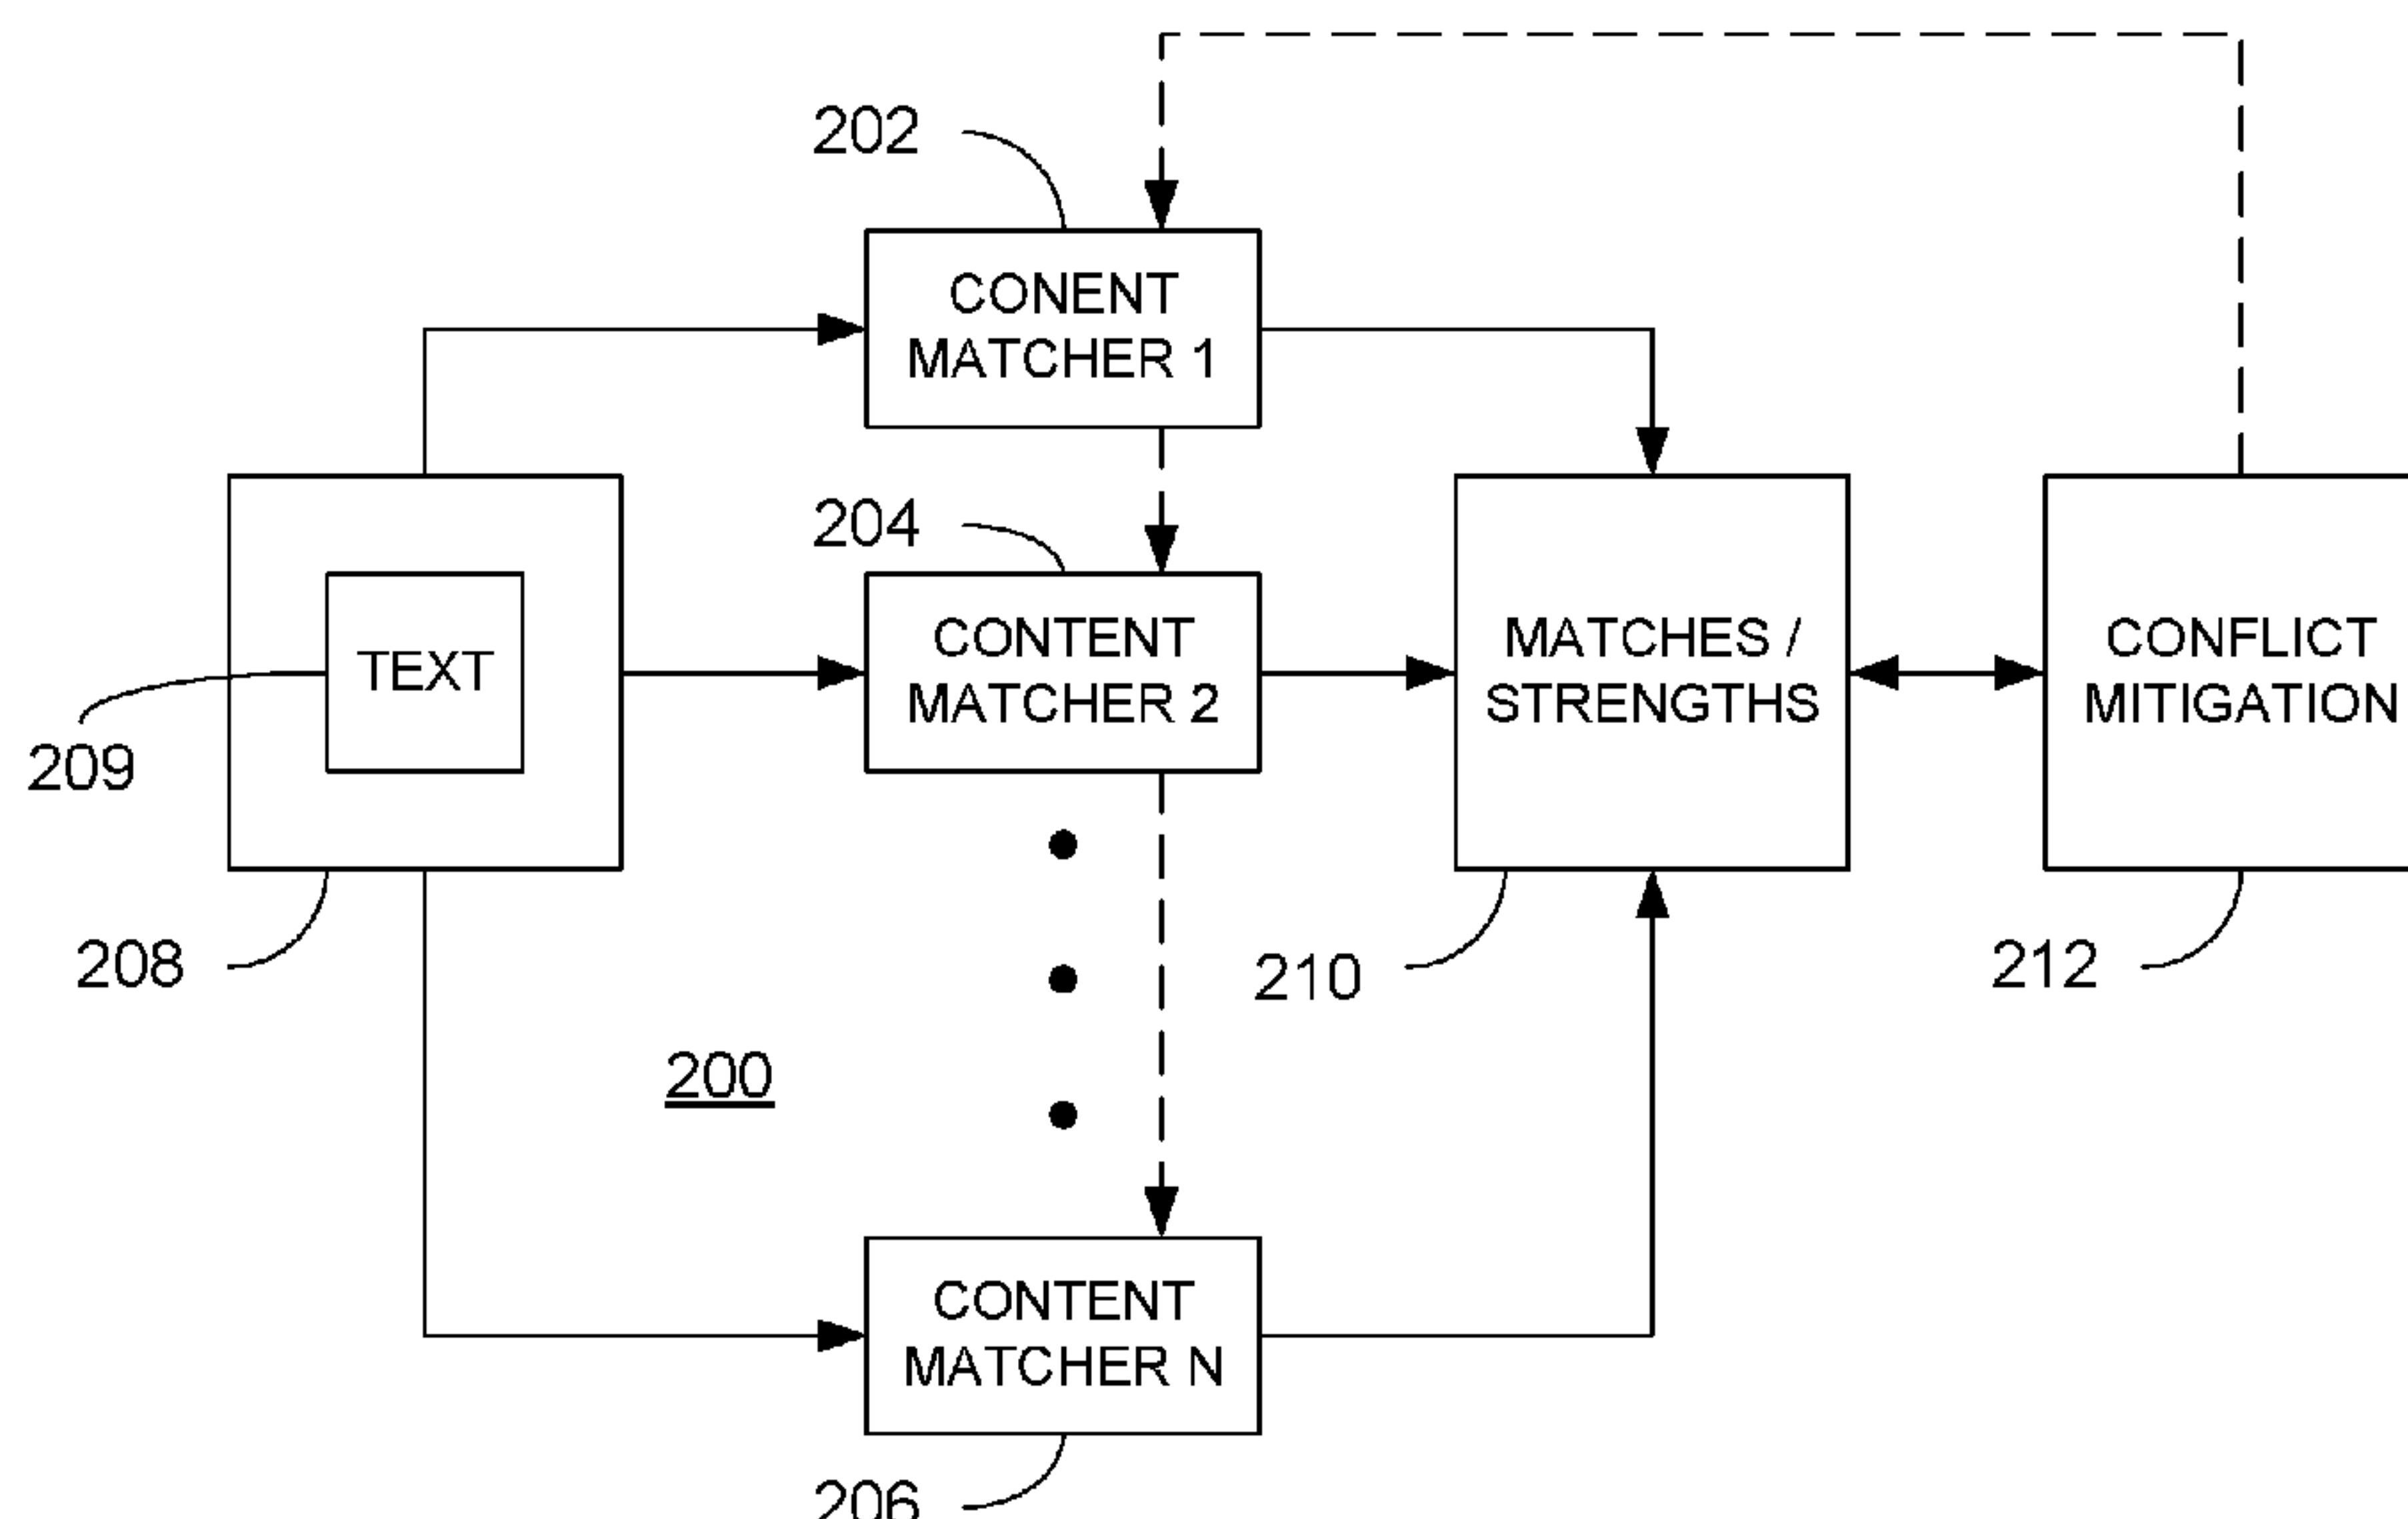 202
CONENT
MATCHER 1
204
TEXT
CONTENT
MATCHER 2
MATCHES /
STRENGTHS
CONFLICT
MITIGATION
209
208
210
212
200
CONTENT
MATCHER N
206